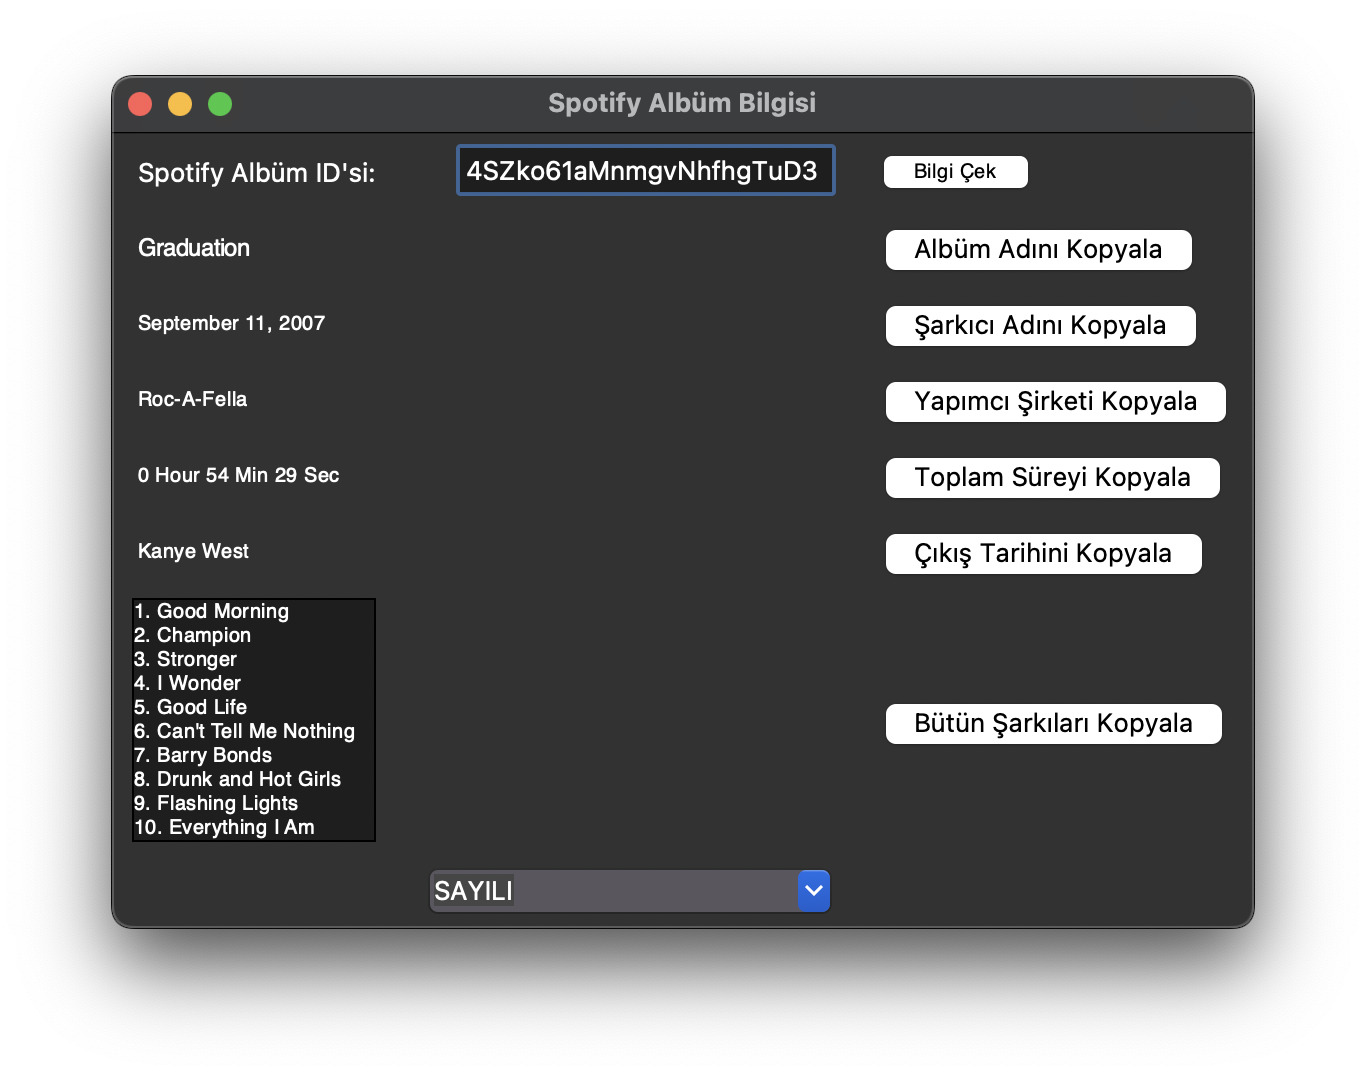 Spotify Albüm Bilgisi
Spotify Albüm ID'si:
4SZko61aMnmgvNhfhgTuD3
Bilgi Çek
Graduation
Albüm Adını Kopyala
September 11, 2007
Şarkıcı Adını Kopyala
Roc-A-Fella
Yapımcı Şirketi Kopyala
0 Hour 54 Min 29 Sec
Toplam Süreyi Kopyala
Kanye West
Çıkış Tarihini Kopyala
1. Good Morning
2. Champion
3. Stronger
4. I Wonder
5. Good Life
6. Can't Tell Me Nothing
7. Barry Bonds
8. Drunk and Hot Girls
9. Flashing Lights
10. Everything I Am
Bütün Şarkıları Kopyala
SAYILI